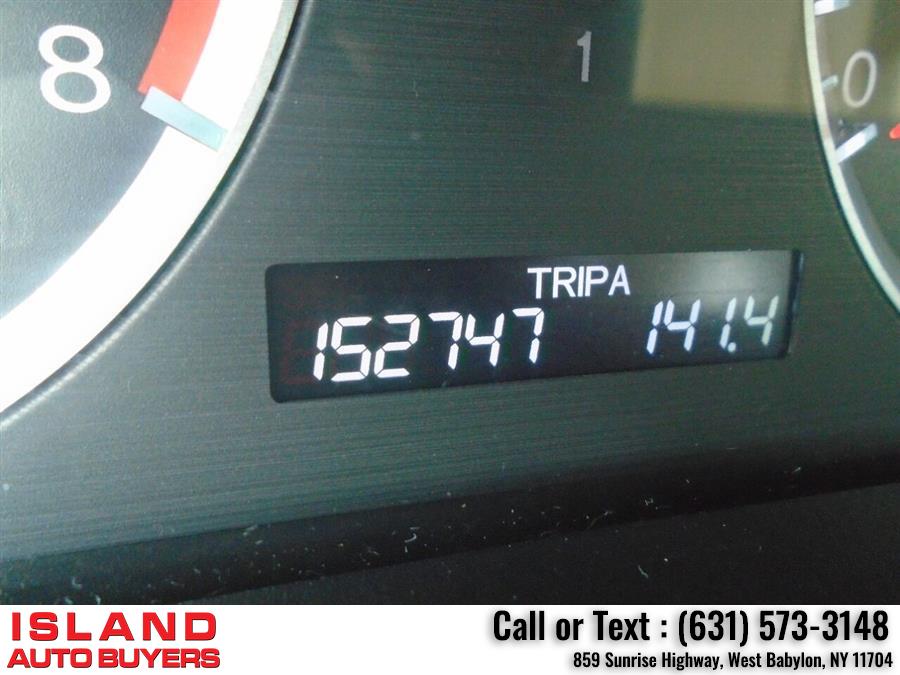 8
1
0
TRIP A
152747 141.4
ISLAND
AUTO BUYERS
Call or Text : (631) 573-3148
859 Sunrise Highway, West Babylon, NY 11704